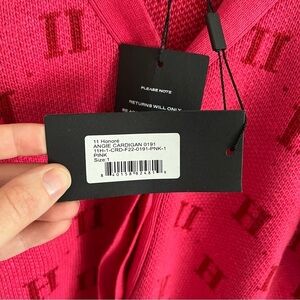 PLEASE NOTE
RETURNS WILL ONLY
11 Honoré
ANGIE CARDIGAN 0191
11H-1-CRD-F22-0191-PNK-1
PINK
Size:1